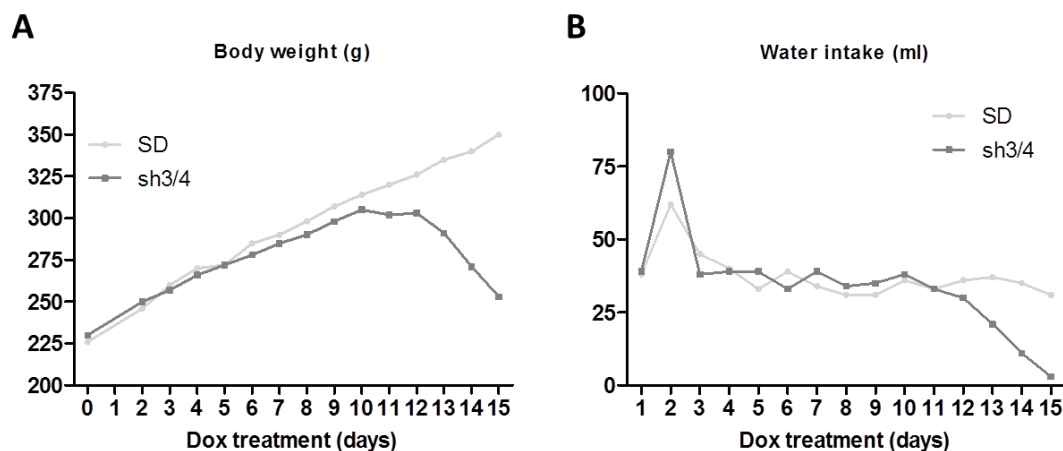 A
Body weight (g)
375
350
325
300
275
250
225
200
SD
sh3/4
0 1 2 3 4 5 6 7 8 9 10 11 12 13 14 15
Dox treatment (days)
B
Water intake (ml)
100
75
50
25
0
SD
sh3/4
1 2 3 4 5 6 7 8 9 10 11 12 13 14 15
Dox treatment (days)